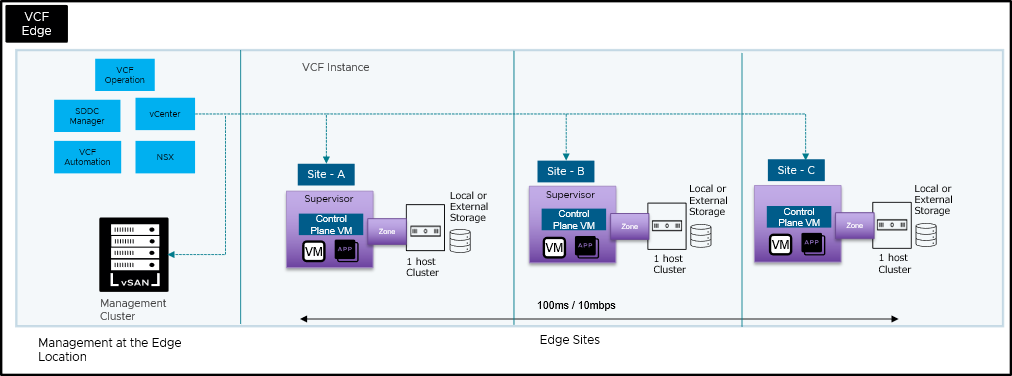 VCF
Edge
VCF Instance
VCF
Operation
SDDC
Manager
vCenter
VCF
Automation
NSX
vSAN
Management
Cluster
Management at the Edge
Location
Site - A
Supervisor
Control
Plane VM
VM
APP
Zone
Local or
External
Storage
1 host
Cluster
Site - B
Supervisor
Control
Plane VM
VM
APP
Zone
Local or
External
Storage
1 host
Cluster
Site - C
Control
Plane VM
VM
APP
Zone
Local or
External
Storage
1 host
Cluster
100ms / 10mbps
Edge Sites